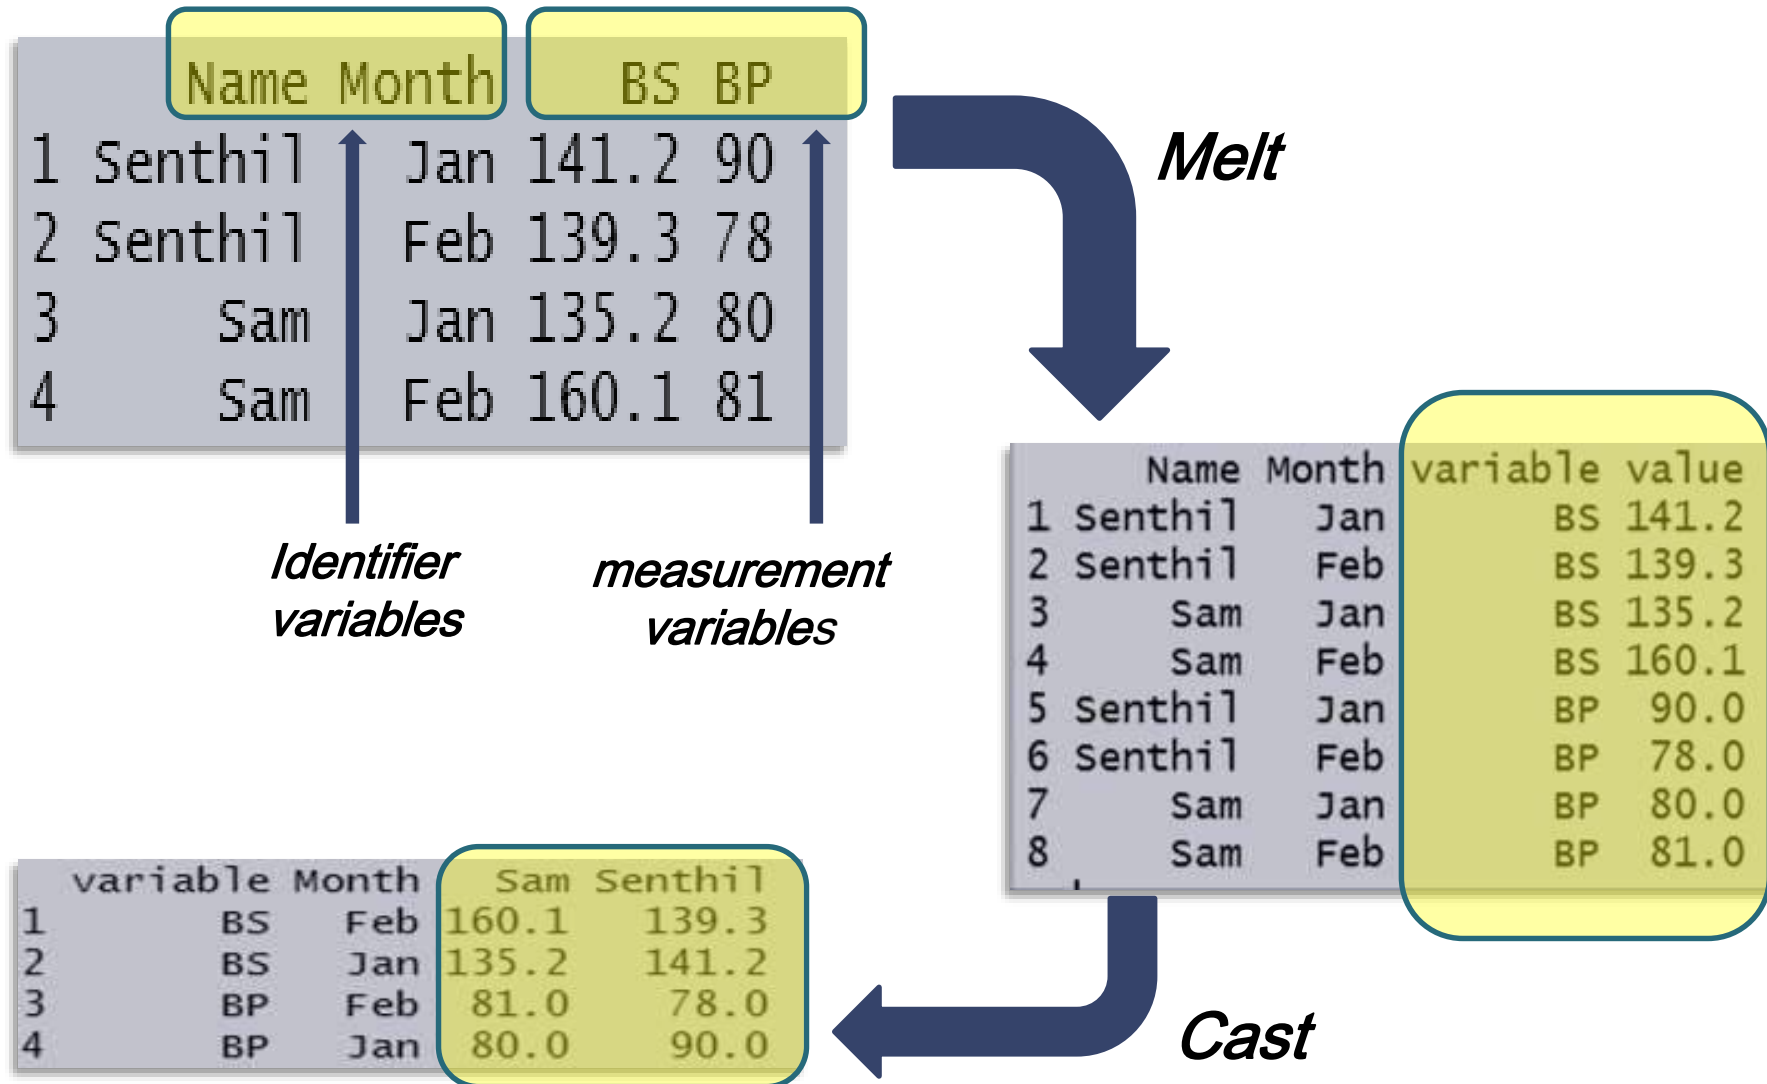 Name Month BS BP
1 Senthil Jan 141.2 90
2 Senthil Feb 139.3 78
3 Sam Jan 135.2 80
4 Sam Feb 160.1 81
Identifier
variables
measurement
variables
Melt
Name Month variable value
1 Senthil Jan BS 141.2
2 Senthil Feb BS 139.3
3 Sam Jan BS 135.2
4 Sam Feb BS 160.1
5 Senthil Jan BP 90.0
6 Senthil Feb BP 78.0
7 Sam Jan BP 80.0
8 Sam Feb BP 81.0
Cast
variable Month Sam Senthil
1 BS Feb 160.1 139.3
2 BS Jan 135.2 141.2
3 BP Feb 81.0 78.0
4 BP Jan 80.0 90.0